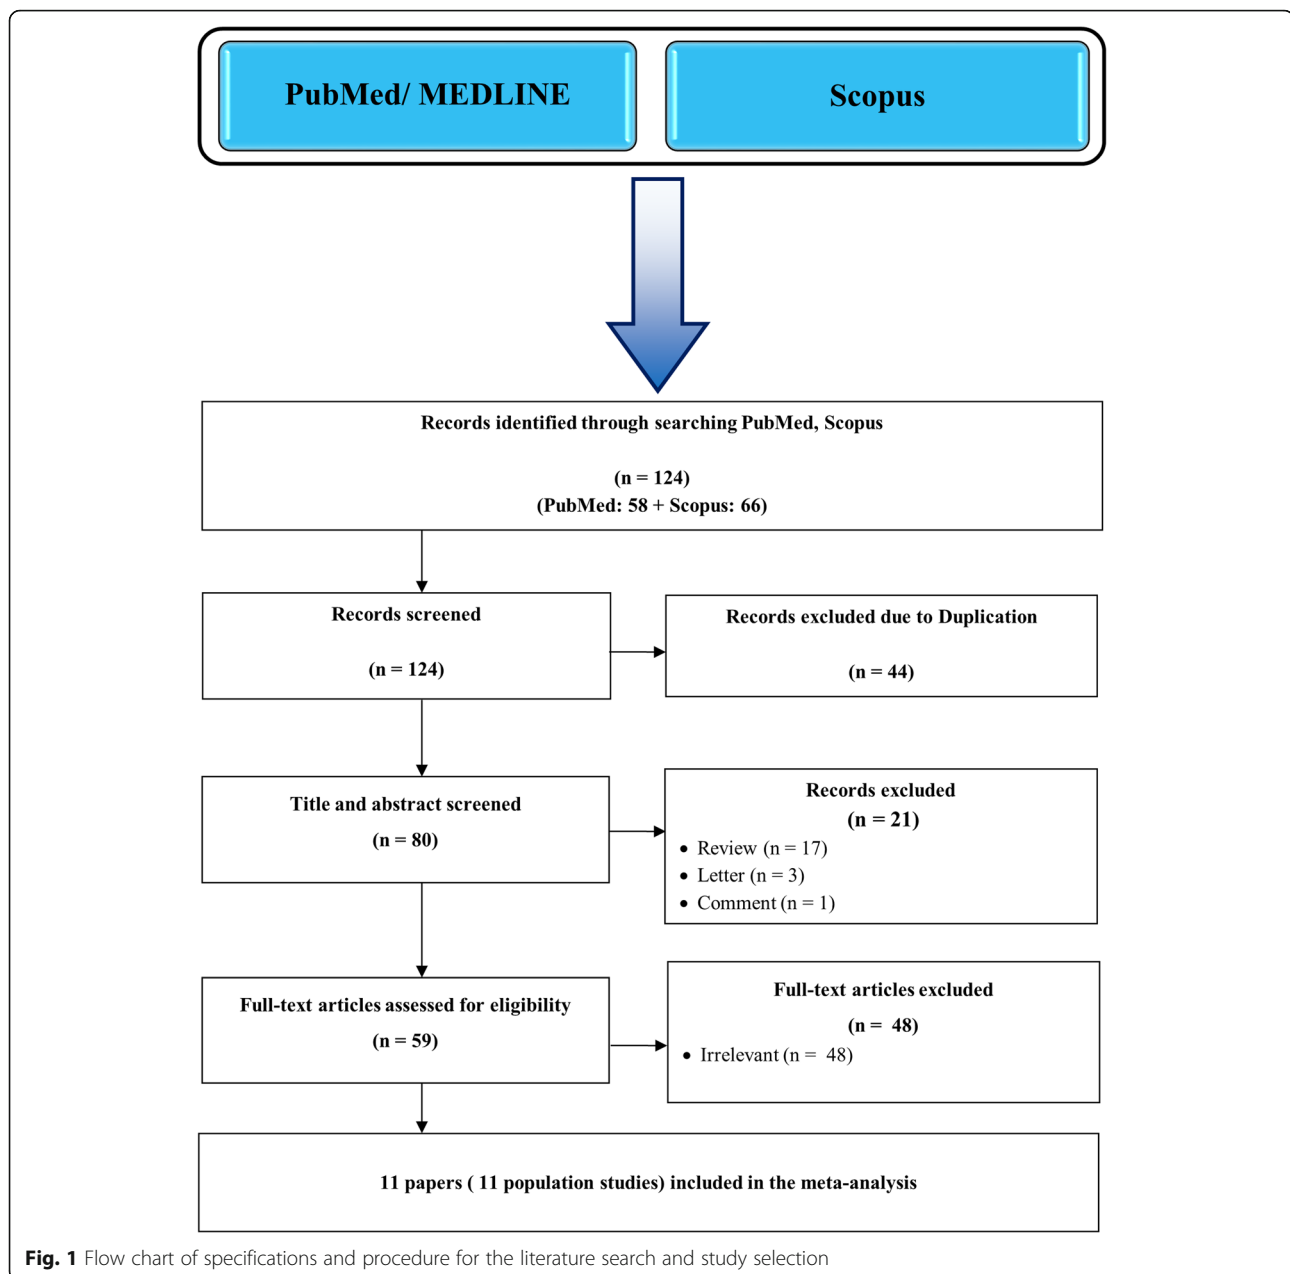 PubMed/ MEDLINE
Scopus
Records identified through searching PubMed, Scopus
(n = 124)
(PubMed: 58 + Scopus: 66)
Records screened
(n = 124)
Records excluded due to Duplication
(n = 44)
Title and abstract screened
(n = 80)
Records excluded
(n = 21)
• Review (n = 17)
• Letter (n = 3)
• Comment (n = 1)
Full-text articles assessed for eligibility
(n = 59)
Full-text articles excluded
(n =  48)
• Irrelevant (n =  48)
11 papers ( 11 population studies) included in the meta-analysis
Fig. 1 Flow chart of specifications and procedure for the literature search and study selection